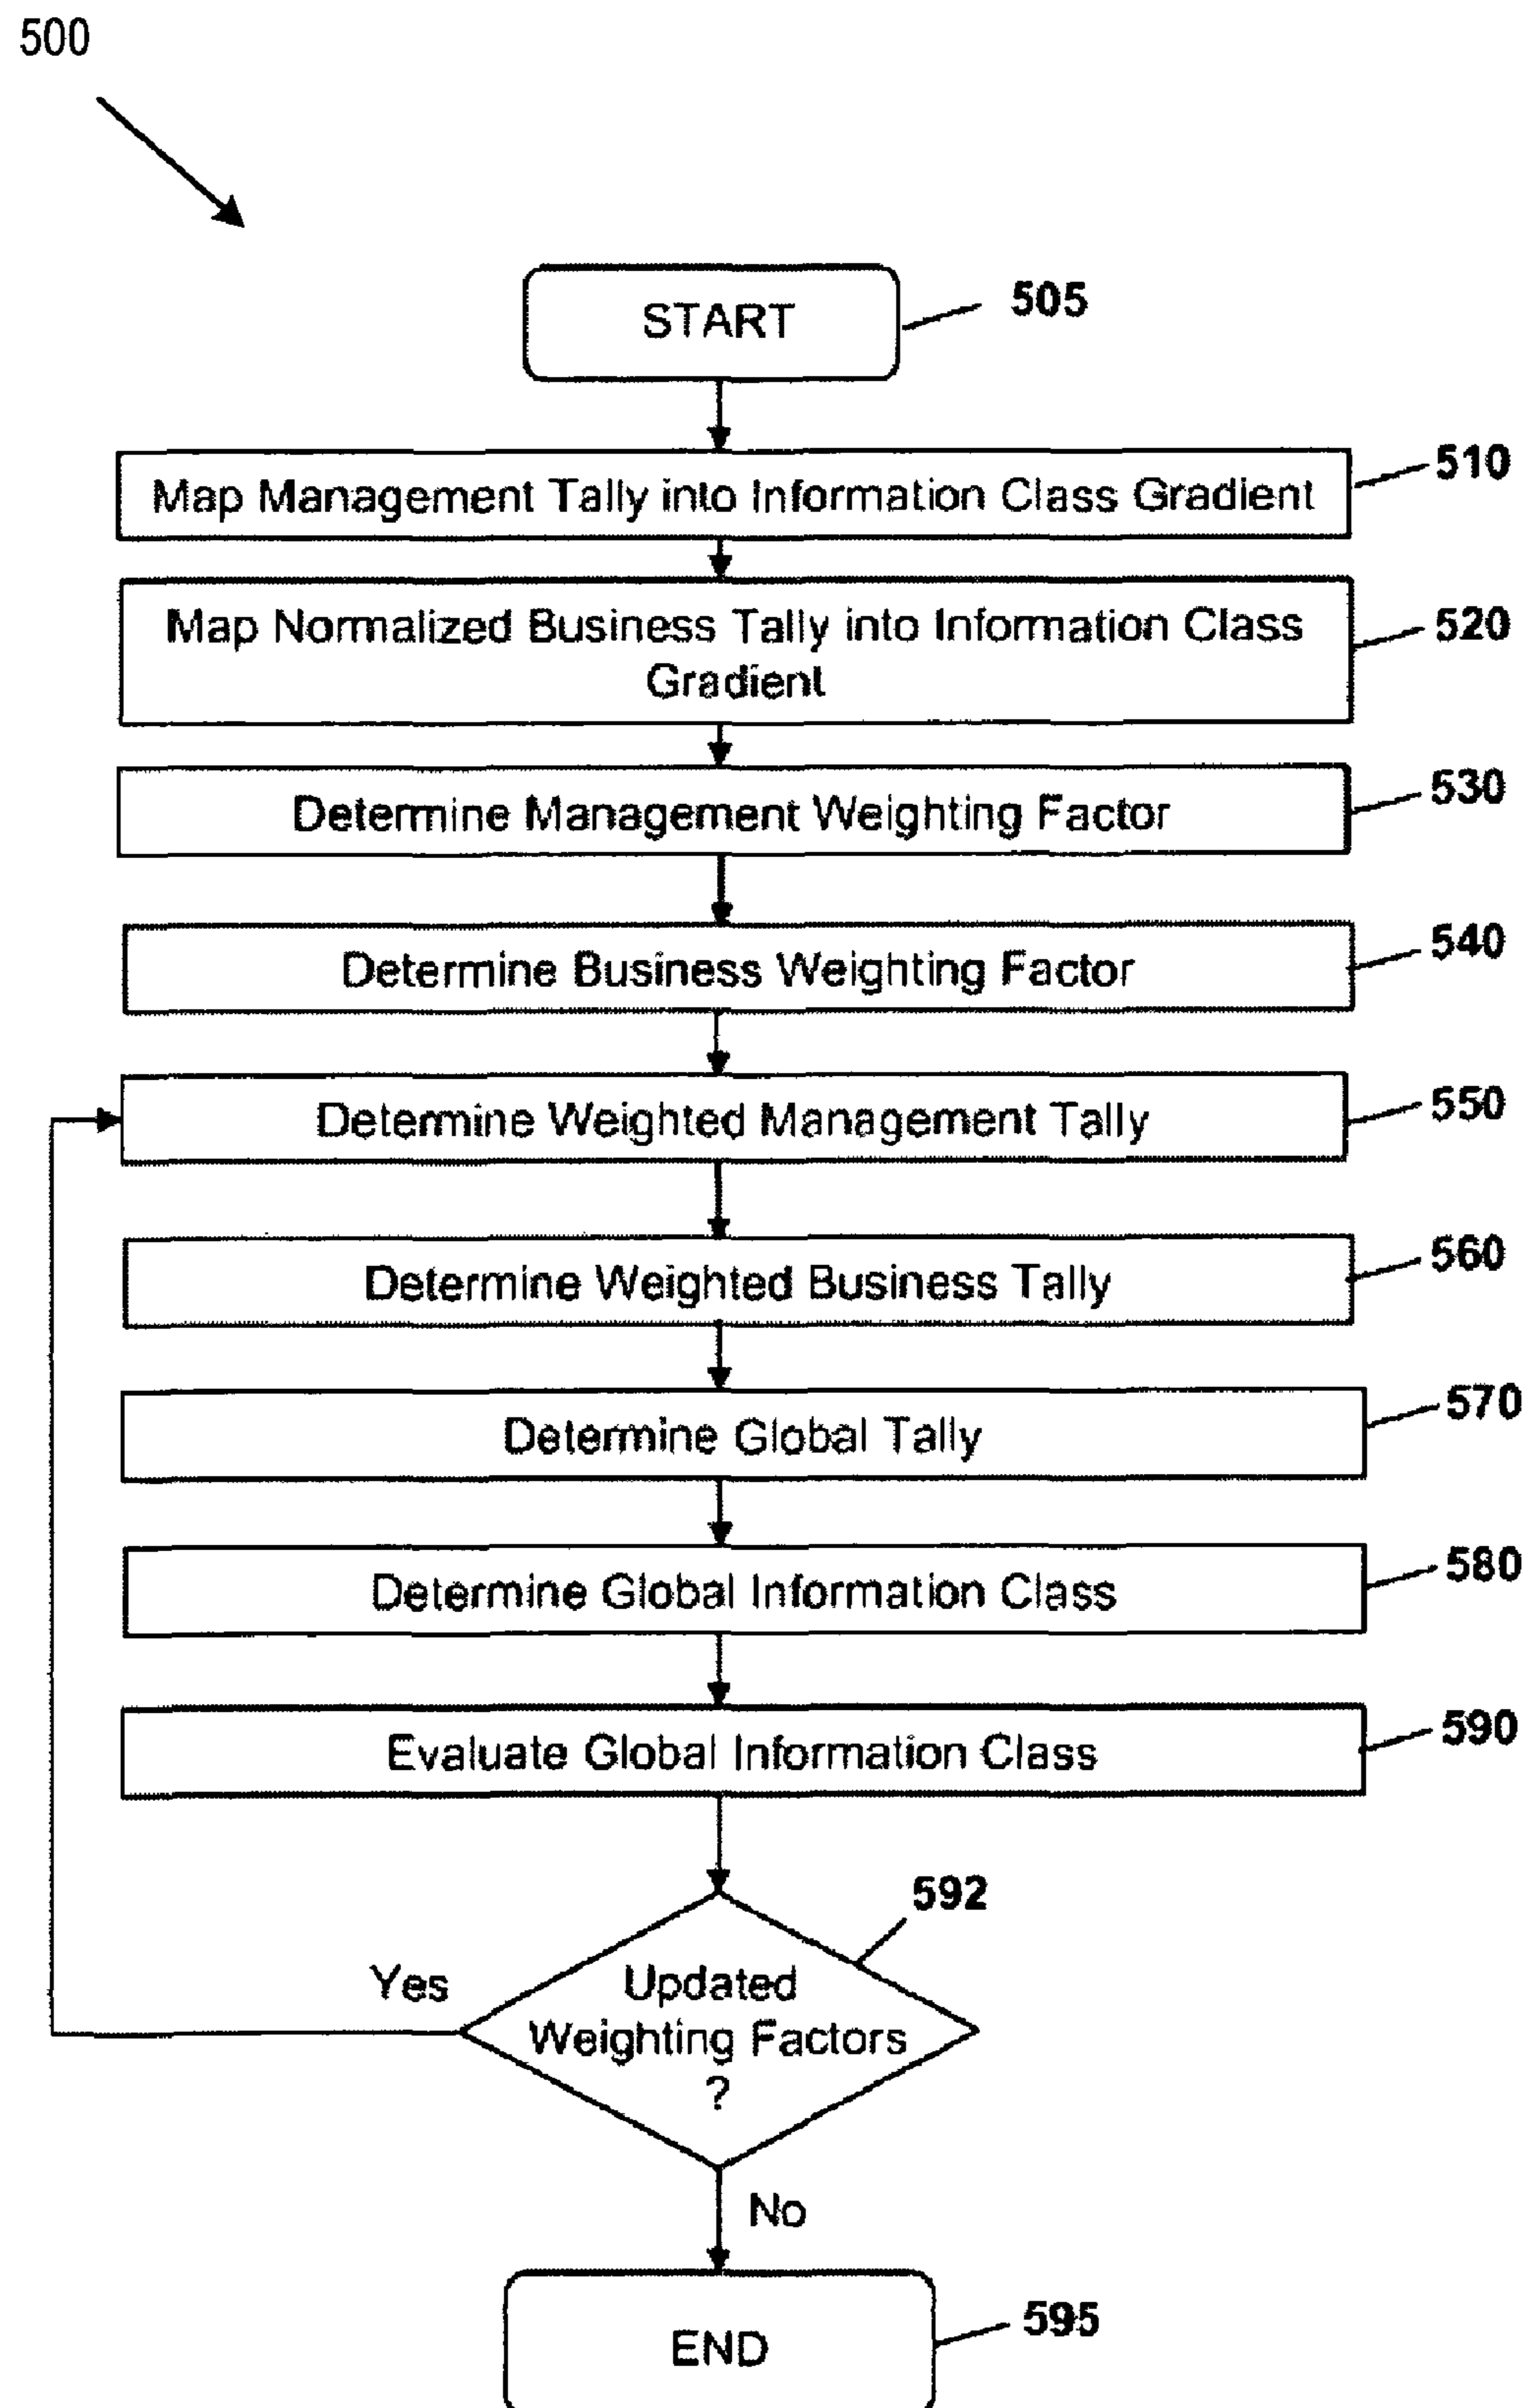 500
START
505
Map Management Tally into Information Class Gradient
510
Map Normalized Business Tally into Information Class
Gradient
520
Determine Management Weighting Factor
530
Determine Business Weighting Factor
540
Determine Weighted Management Tally
550
Determine Weighted Business Tally
560
Determine Global Tally
570
Determine Global Information Class
580
Evaluate Global Information Class
590
592
Yes
Updated
Weighting Factors
?
No
END
595